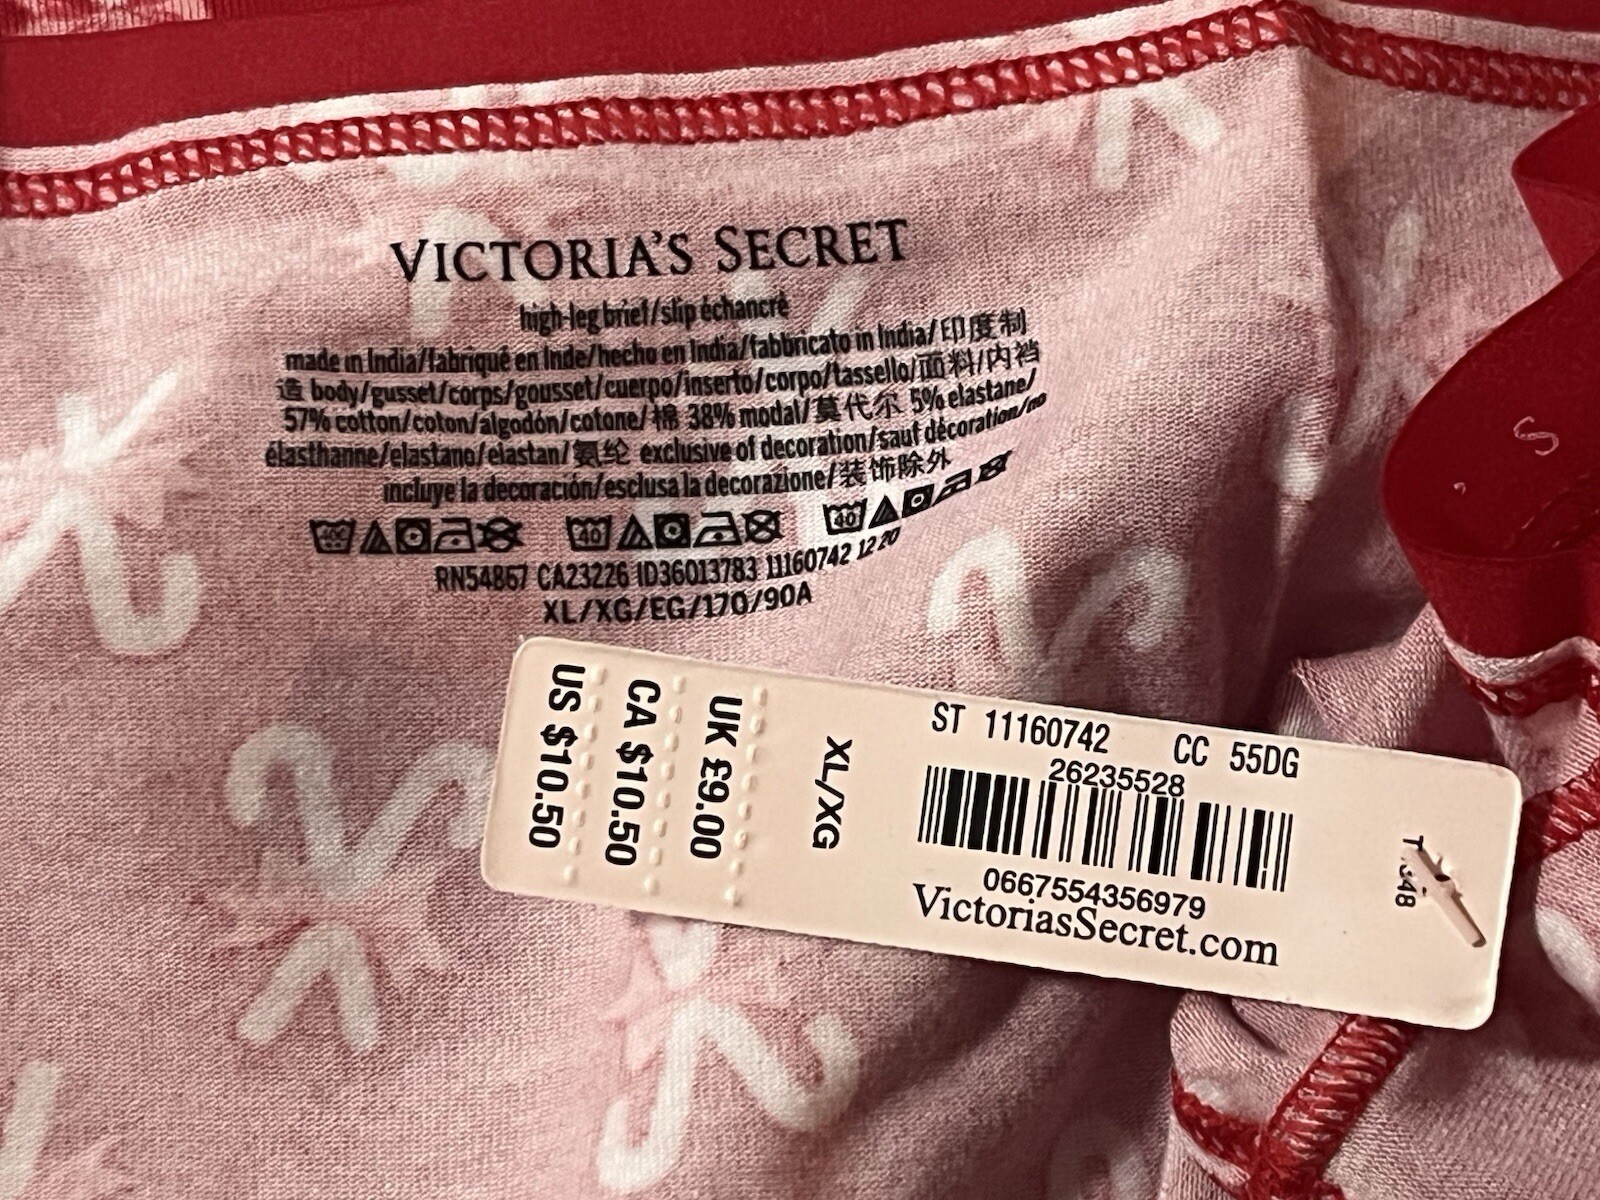 VICTORIA'S SECRET
high-leg brief/slip échancré
made in India/fabriqué en Inde/hecho en India/fabbricato in India/印度制
造 body/gusset/corps/gousset/cuerpo/inserto/corpo/tassello/面料/内裆
57% cotton/coton/algodón/cotone/棉 38% modal/莫代尔 5% elastane/
élasthanne/elastano/elastan/氨纶 exclusive of decoration/sauf décoration/no
incluye la decoración/esclusa la decorazione/装饰除外
40C 40 40
RN54867 CA23226 ID36013783 11160742 12 20
XL/XG/EG/170/90A
US $10.50
CA $10.50
UK £9.00
XL/XG
ST 11160742 CC 55DG
26235528
0667554356979
VictoriasSecret.com